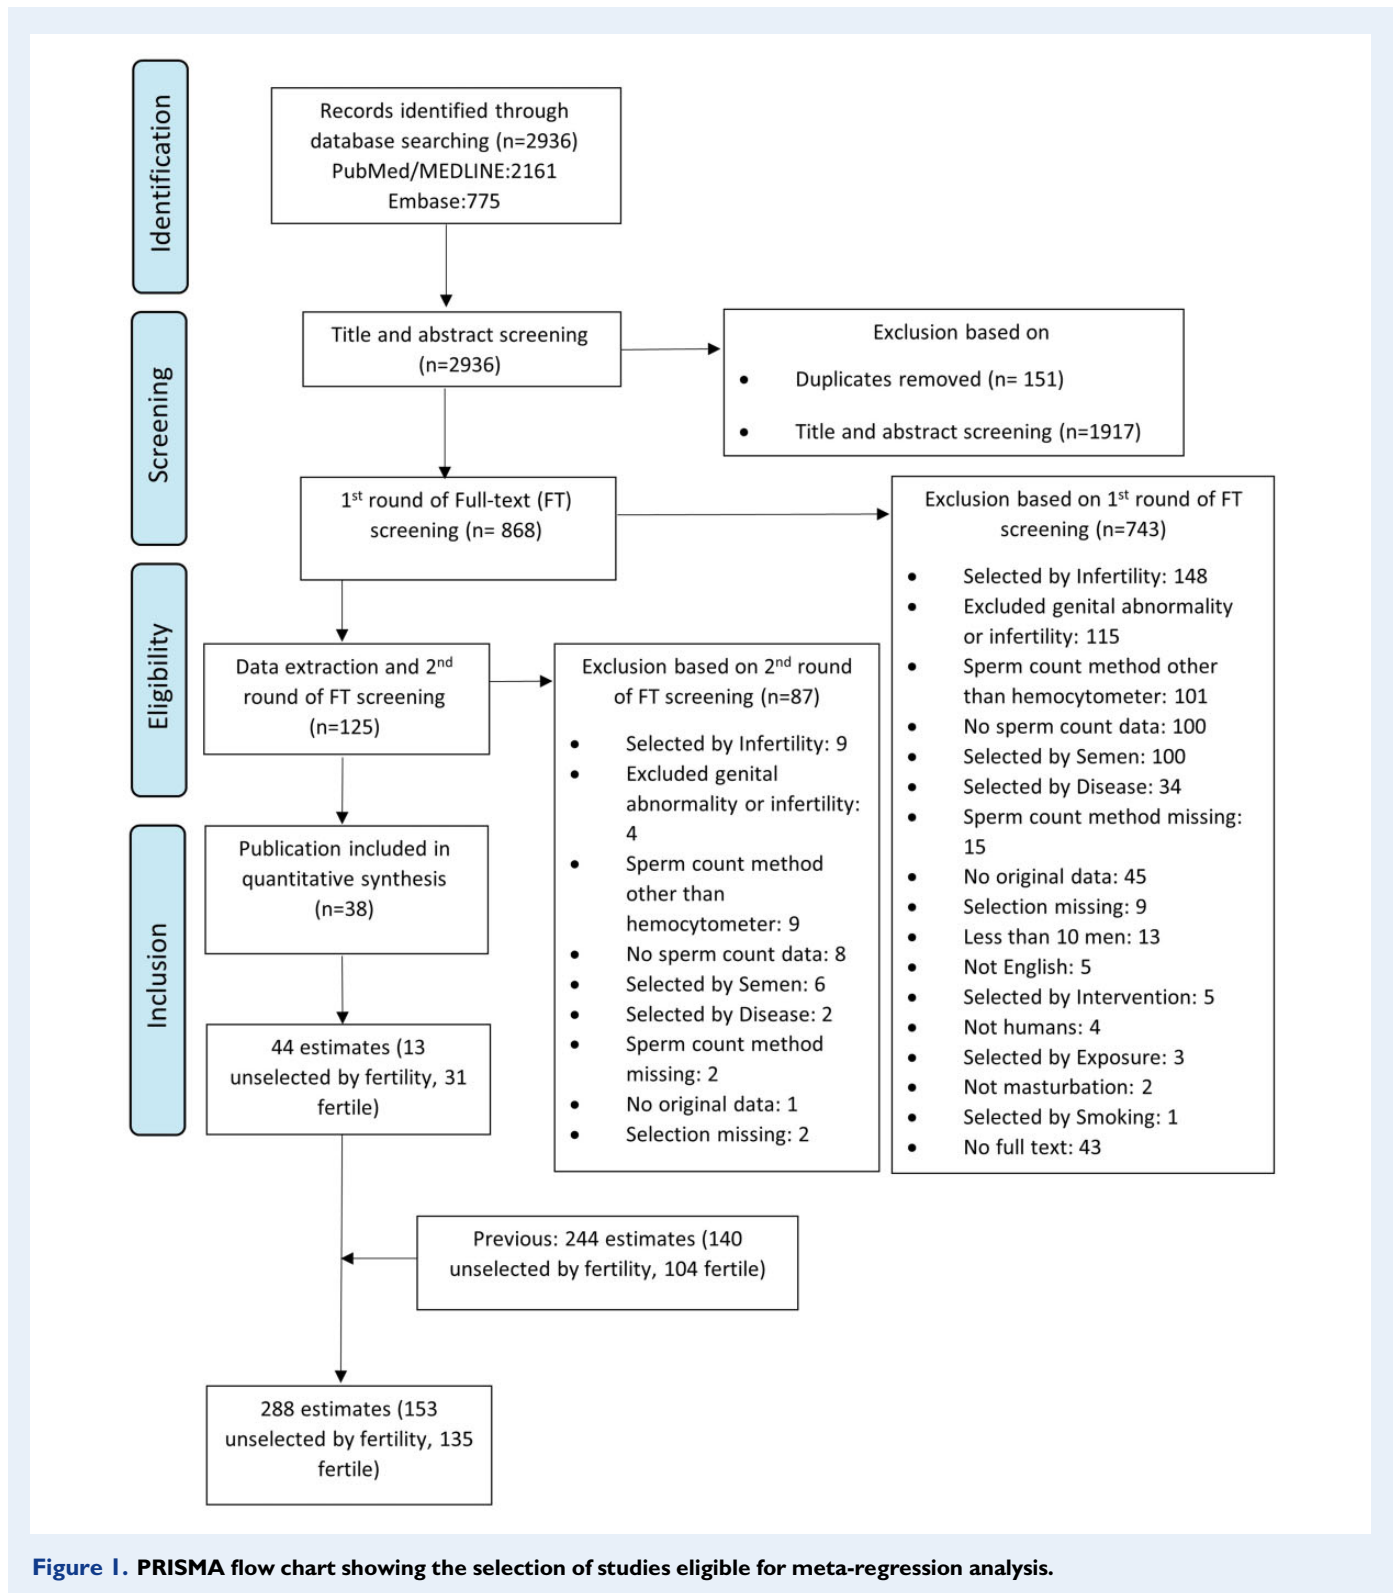 Identification
Records identified through
database searching (n=2936)
PubMed/MEDLINE:2161
Embase:775
Screening
Title and abstract screening
(n=2936)
Exclusion based on
• Duplicates removed (n= 151)
• Title and abstract screening (n=1917)
1st round of Full-text (FT)
screening (n= 868)
Exclusion based on 1st round of FT
screening (n=743)
• Selected by Infertility: 148
• Excluded genital abnormality
or infertility: 115
• Sperm count method other
than hemocytometer: 101
• No sperm count data: 100
• Selected by Semen: 100
• Selected by Disease: 34
• Sperm count method missing:
15
• No original data: 45
• Selection missing: 9
• Less than 10 men: 13
• Not English: 5
• Selected by Intervention: 5
• Not humans: 4
• Selected by Exposure: 3
• Not masturbation: 2
• Selected by Smoking: 1
• No full text: 43
Eligibility
Data extraction and 2nd
round of FT screening
(n=125)
Exclusion based on 2nd round
of FT screening (n=87)
• Selected by Infertility: 9
• Excluded genital
abnormality or infertility:
4
• Sperm count method
other than
hemocytometer: 9
• No sperm count data: 8
• Selected by Semen: 6
• Selected by Disease: 2
• Sperm count method
missing: 2
• No original data: 1
• Selection missing: 2
Inclusion
Publication included in
quantitative synthesis
(n=38)
44 estimates (13
unselected by fertility, 31
fertile)
Previous: 244 estimates (140
unselected by fertility, 104 fertile)
288 estimates (153
unselected by fertility, 135
fertile)
Figure 1. PRISMA flow chart showing the selection of studies eligible for meta-regression analysis.